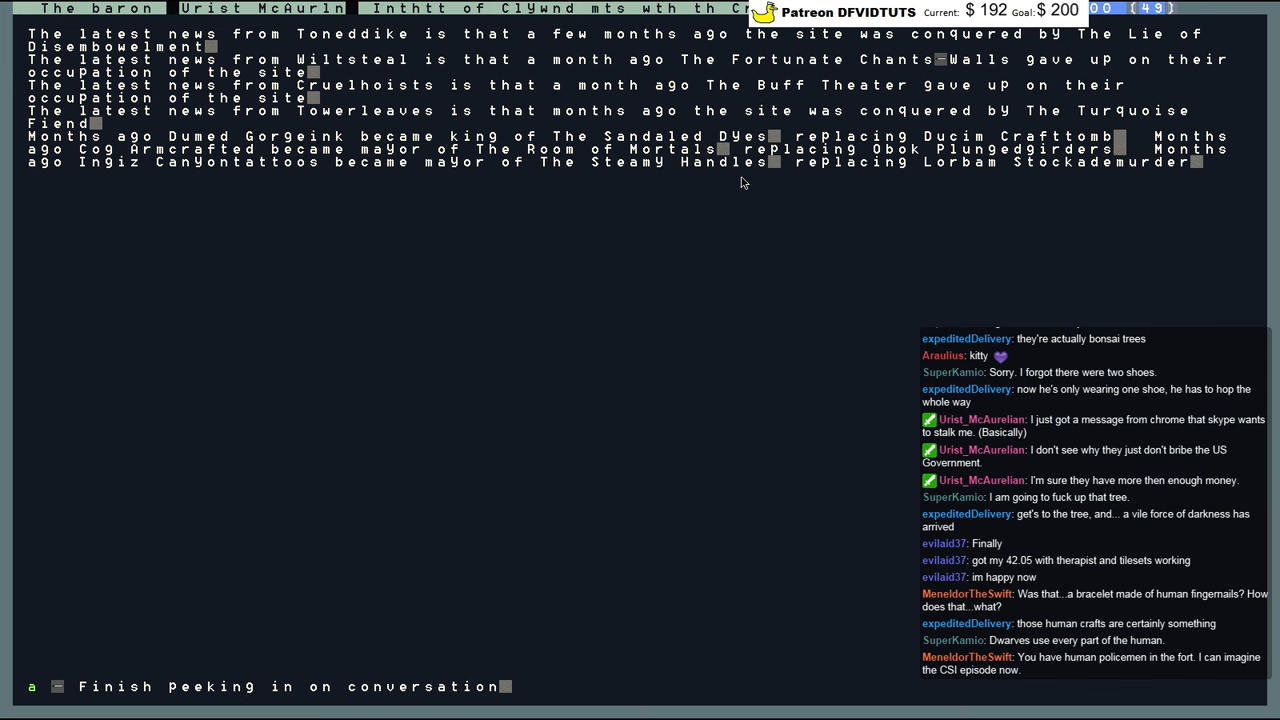 The baron Urist McAurln Inthtt of Clywnd mts wth th Cr 00 {49}
Patreon DFVIDTUTS Current: $ 192 Goal: $ 200
The latest news from Toneddike is that a few months ago the site was conquered by The Lie of
Disembowelment
The latest news from Wiltsteal is that a month ago The Fortunate Chants-Walls gave up on their
occupation of the site
The latest news from Cruelhoists is that a month ago The Buff Theater gave up on their
occupation of the site
The latest news from Towerleaves is that months ago the site was conquered by The Turquoise
Fiend
Months ago Dumed Gorgeink became king of The Sandaled Dyes replacing Ducim Crafttomb Months
ago Cog Armcrafted became mayor of The Room of Mortals replacing Obok Plungedgirders Months
ago Ingiz Canyontattoos became mayor of The Steamy Handles replacing Lorbam Stockademurder
expeditedDelivery: they're actually bonsai trees
Araulius: kitty
SuperKamio: Sorry. I forgot there were two shoes.
expeditedDelivery: now he's only wearing one shoe, he has to hop the
whole way
Urist_McAurelian: I just got a message from chrome that skype wants
to stalk me. (Basically)
Urist_McAurelian: I don't see why they just don't bribe the US
Government.
Urist_McAurelian: I'm sure they have more then enough money.
SuperKamio: I am going to fuck up that tree.
expeditedDelivery: get's to the tree, and... a vile force of darkness has
arrived
evilaid37: Finally
evilaid37: got my 42.05 with therapist and tilesets working
evilaid37: im happy now
MeneldorTheSwift: Was that...a bracelet made of human fingernails? How
does that...what?
expeditedDelivery: those human crafts are certainly something
SuperKamio: Dwarves use every part of the human.
MeneldorTheSwift: You have human policemen in the fort. I can imagine
the CSI episode now.
a - Finish peeking in on conversation